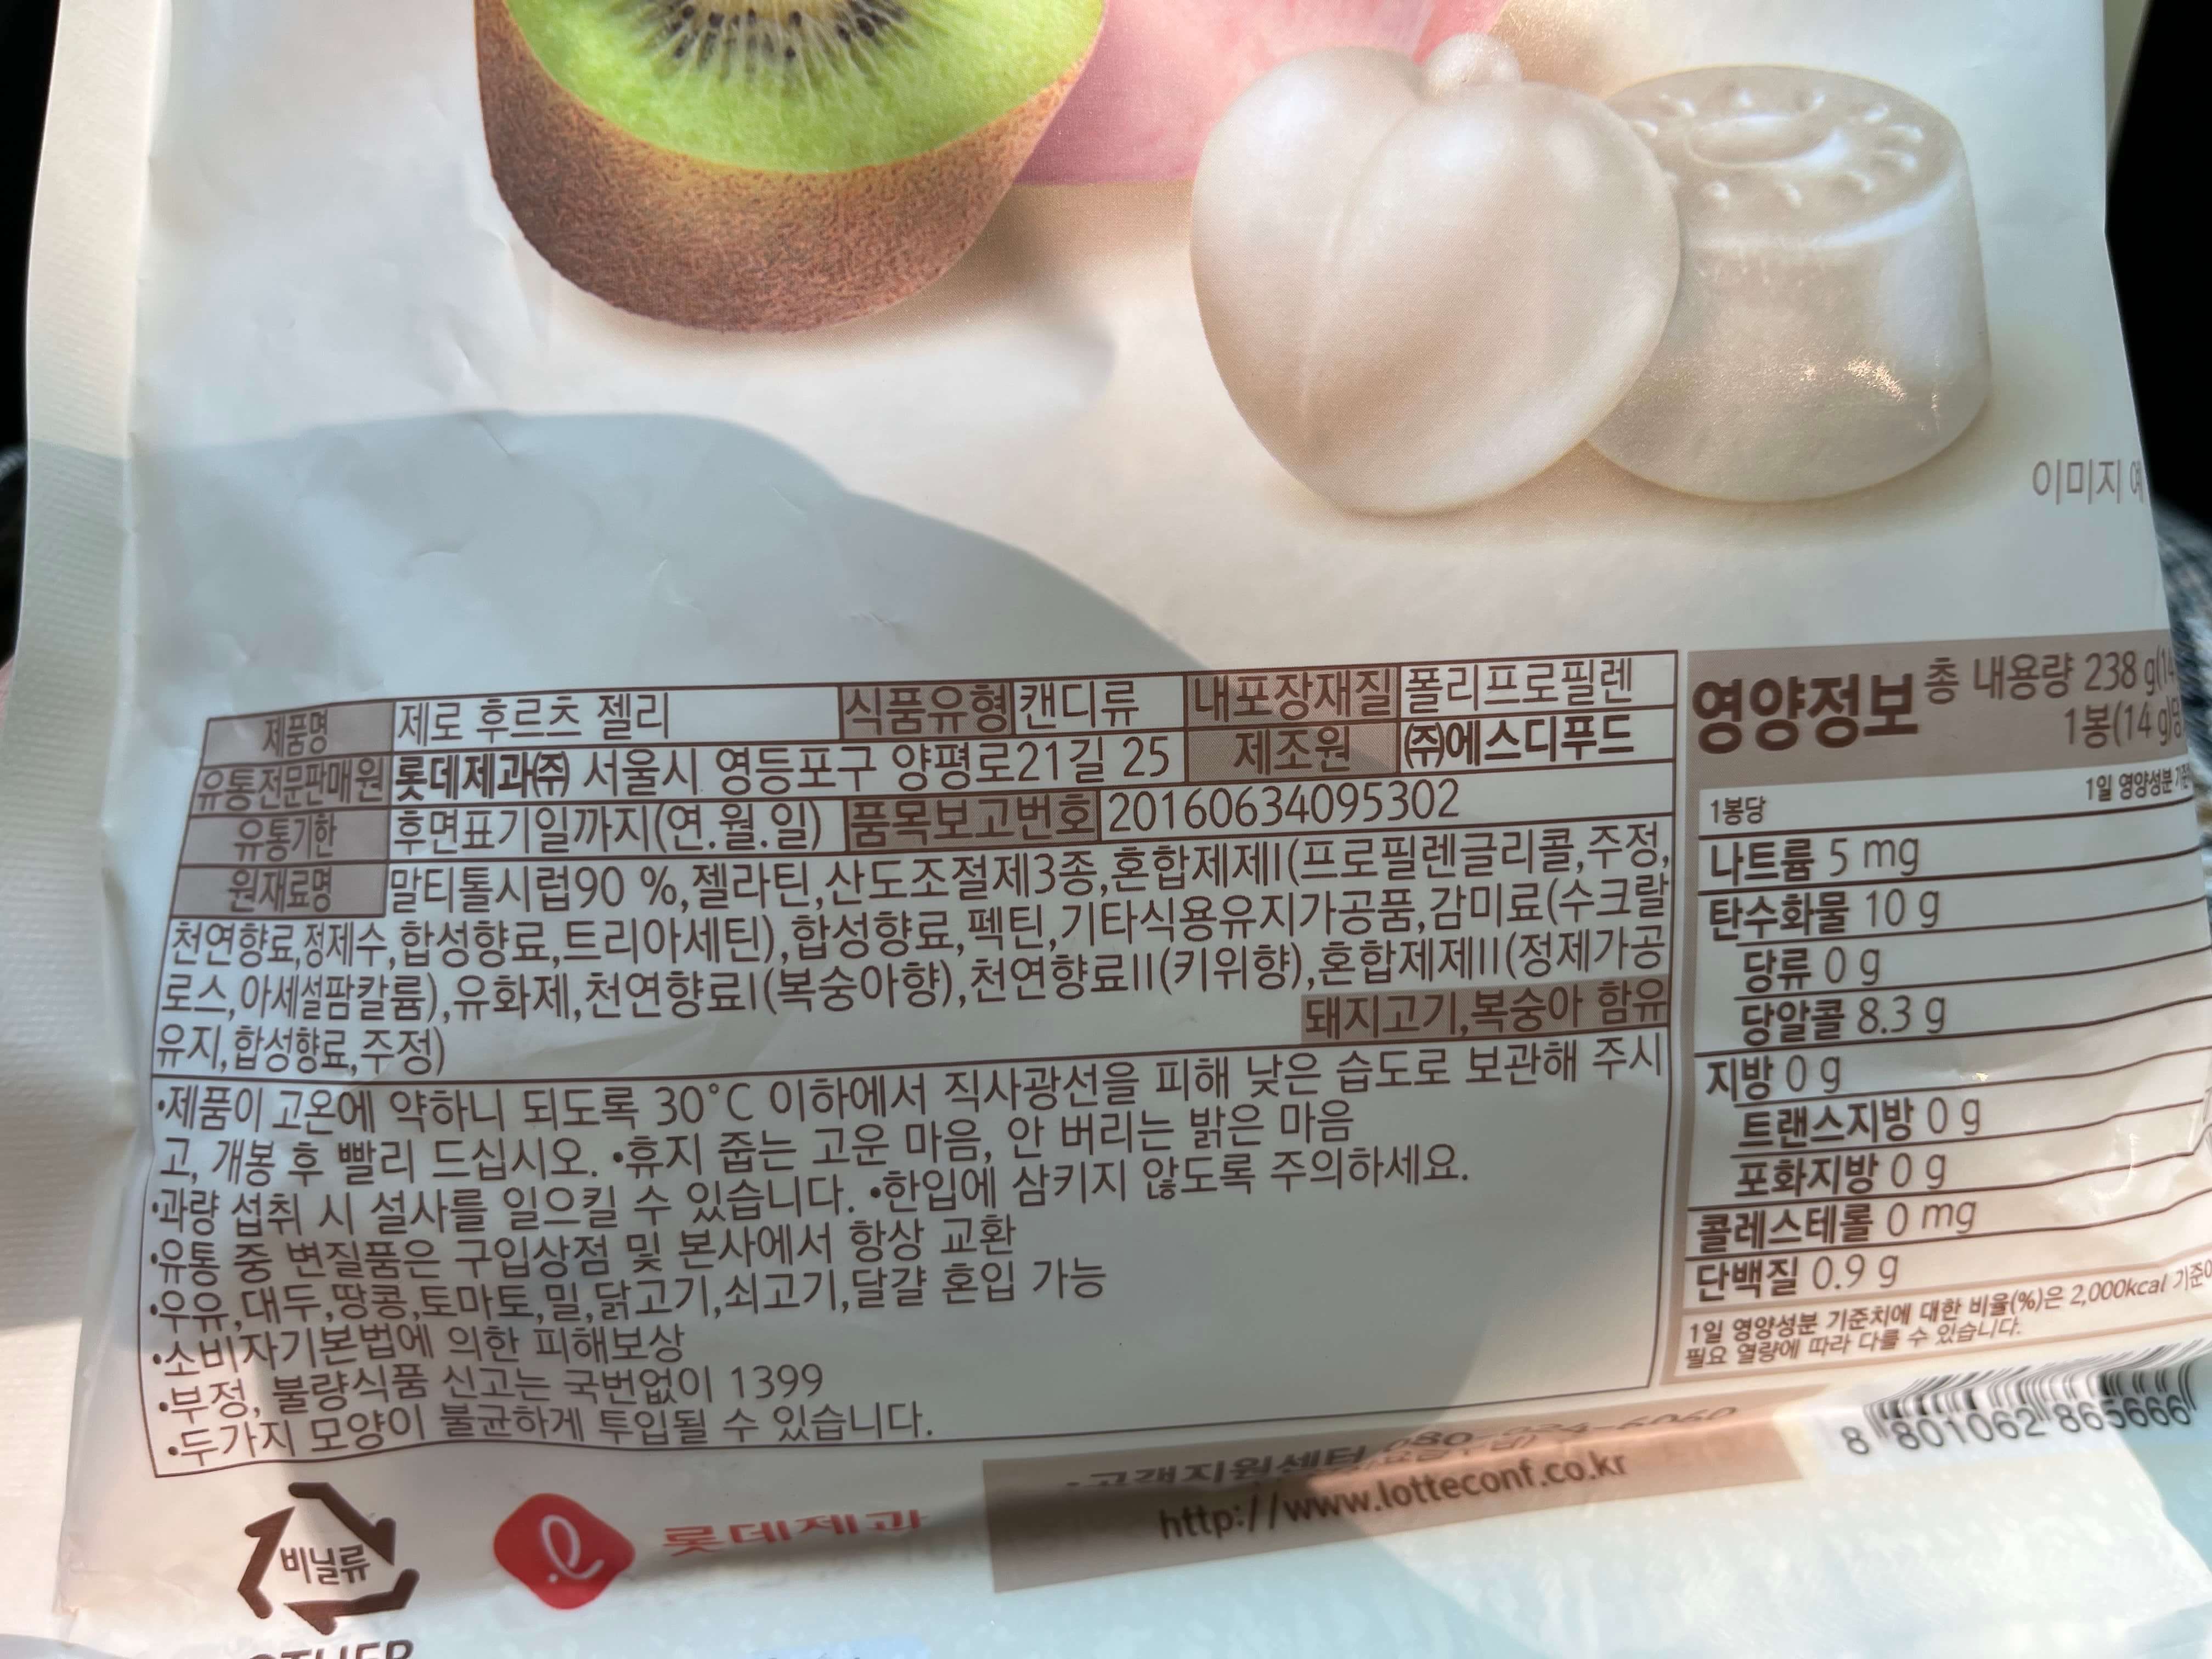 이미지
제품명 제로 후르츠 젤리 식품유형 캔디류 내포장재질 폴리프로필렌
유통전문판매원 롯데제과㈜ 서울시 영등포구 양평로21길 25 제조원 ㈜에스디푸드
유통기한 후면표기일까지(연.월.일) 품목보고번호 20160634095302
원재료명 말티톨시럽90 %,젤라틴,산도조절제3종,혼합제제I(프로필렌글리콜,주정,
천연향료,정제수,합성향료,트리아세틴),합성향료,펙틴,기타식용유지가공품,감미료(수크랄
로스,아세설팜칼륨),유화제,천연향료I(복숭아향),천연향료II(키위향),혼합제제II(정제가공
유지,합성향료,주정)
돼지고기,복숭아 함유
•제품이 고온에 약하니 되도록 30°C 이하에서 직사광선을 피해 낮은 습도로 보관해 주시
고, 개봉 후 빨리 드십시오. •휴지 줍는 고운 마음, 안 버리는 밝은 마음
•과량 섭취 시 설사를 일으킬 수 있습니다. •한입에 삼키지 않도록 주의하세요.
•유통 중 변질품은 구입상점 및 본사에서 항상 교환
•우유,대두,땅콩,토마토,밀,닭고기,쇠고기,달걀 혼입 가능
•소비자기본법에 의한 피해보상
•부정, 불량식품 신고는 국번없이 1399
•두가지 모양이 불균하게 투입될 수 있습니다.
영양정보 총 내용량 238 g
1봉(14 g)당
1봉당 1일 영양성분
나트륨 5 mg
탄수화물 10 g
당류 0 g
당알콜 8.3 g
지방 0 g
트랜스지방 0 g
포화지방 0 g
콜레스테롤 0 mg
단백질 0.9 g
1일 영양성분 기준치에 대한 비율(%)은 2,000kcal
필요 열량에 따라 다를 수 있습니다.
8 801062 865666
•고객지원센터
http://www.lotteconf.co.kr
비닐류
OTHER
롯데제과